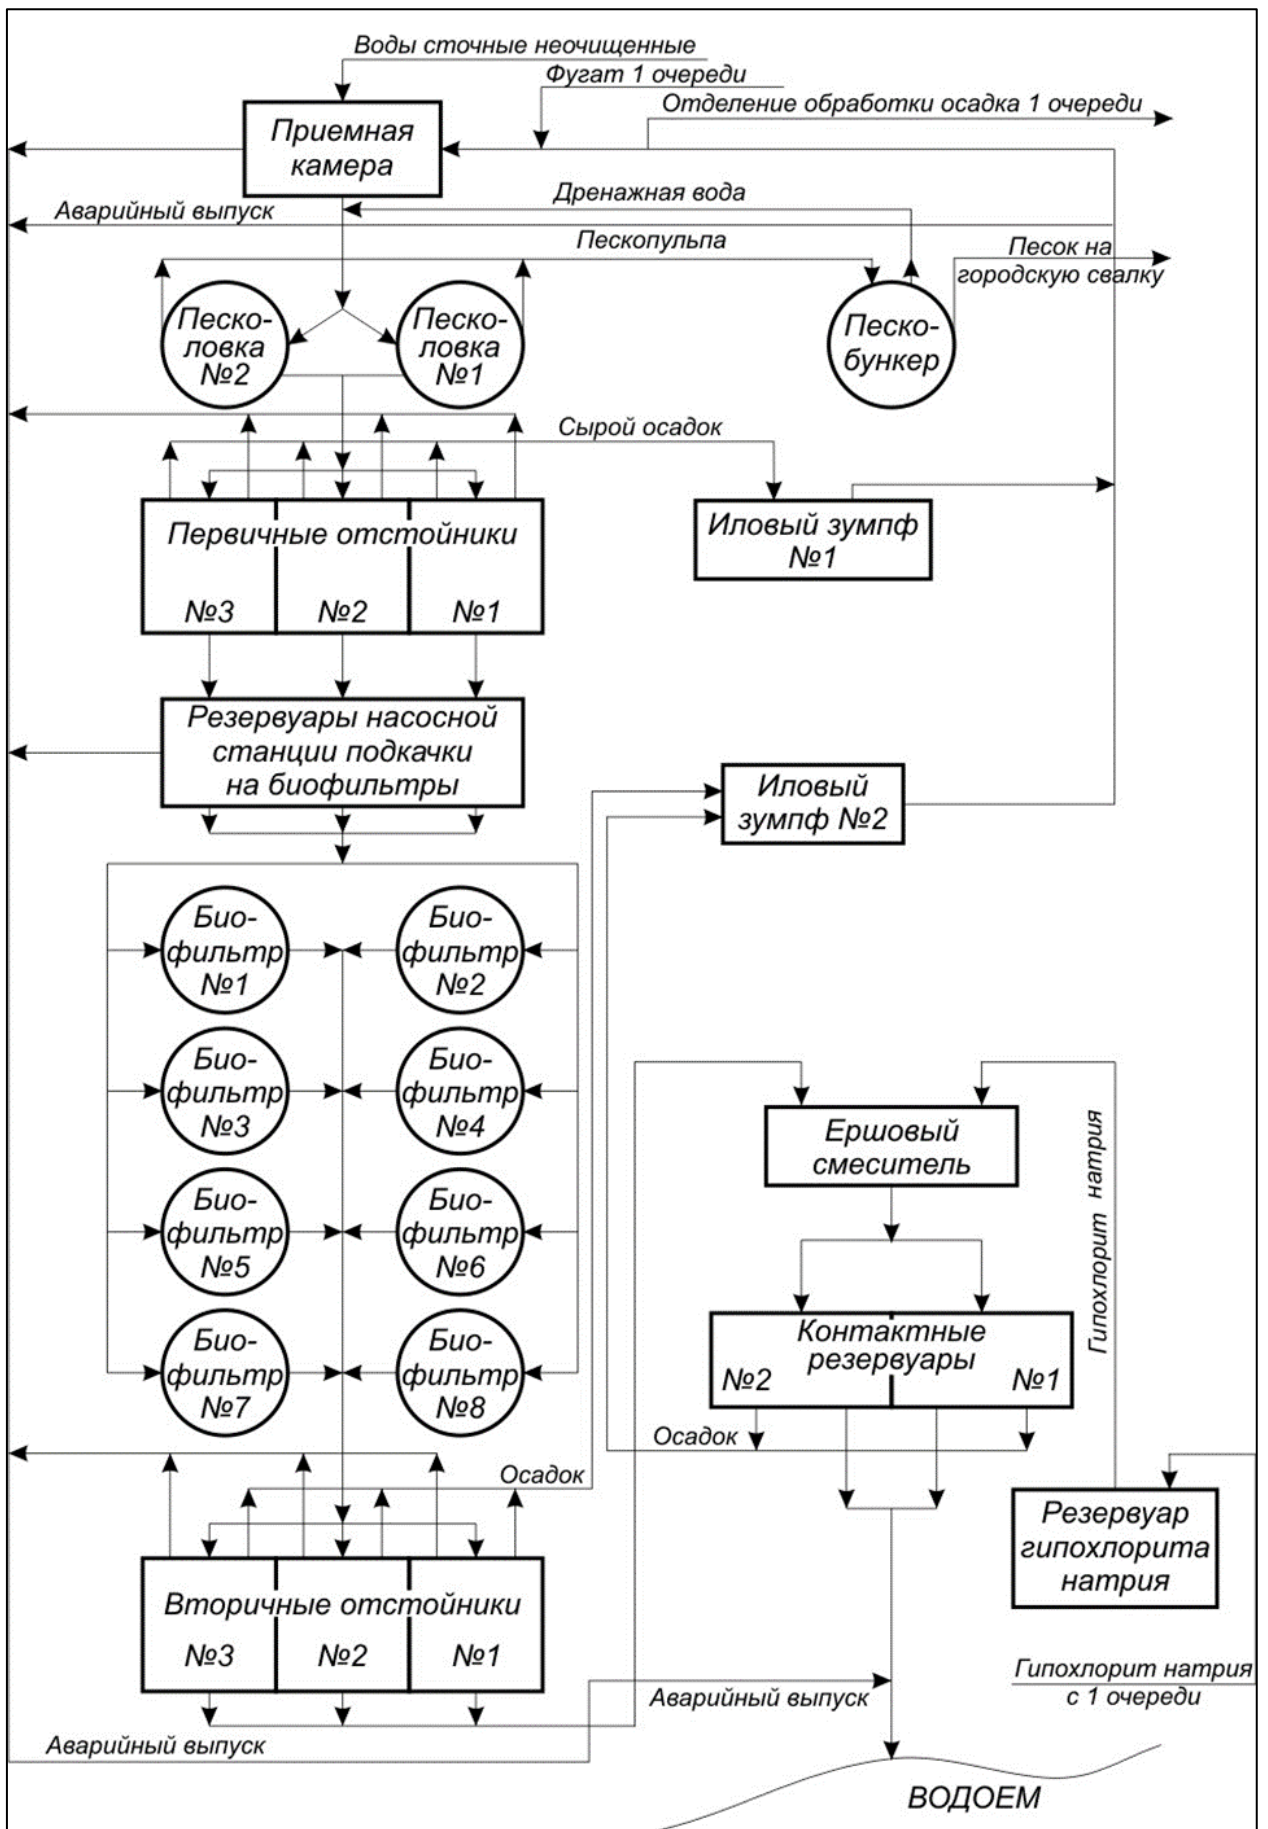 Воды сточные неочищенные
Фугат 1 очереди
Отделение обработки осадка 1 очереди
Приемная
камера
Дренажная вода
Аварийный выпуск
Пескопульпа
Песок на
городскую свалку
Песко-
ловка
№2
Песко-
ловка
№1
Песко-
бункер
Сырой осадок
Первичные отстойники
№3 №2 №1
Иловый зумпф
№1
Резервуары насосной
станции подкачки
на биофильтры
Иловый
зумпф №2
Био-
фильтр
№1
Био-
фильтр
№2
Био-
фильтр
№3
Био-
фильтр
№4
Био-
фильтр
№5
Био-
фильтр
№6
Био-
фильтр
№7
Био-
фильтр
№8
Ершовый
смеситель
Гипохлорит натрия
Контактные
резервуары
№2 №1
Осадок
Осадок
Резервуар
гипохлорита
натрия
Вторичные отстойники
№3 №2 №1
Гипохлорит натрия
с 1 очереди
Аварийный выпуск
Аварийный выпуск
ВОДОЕМ